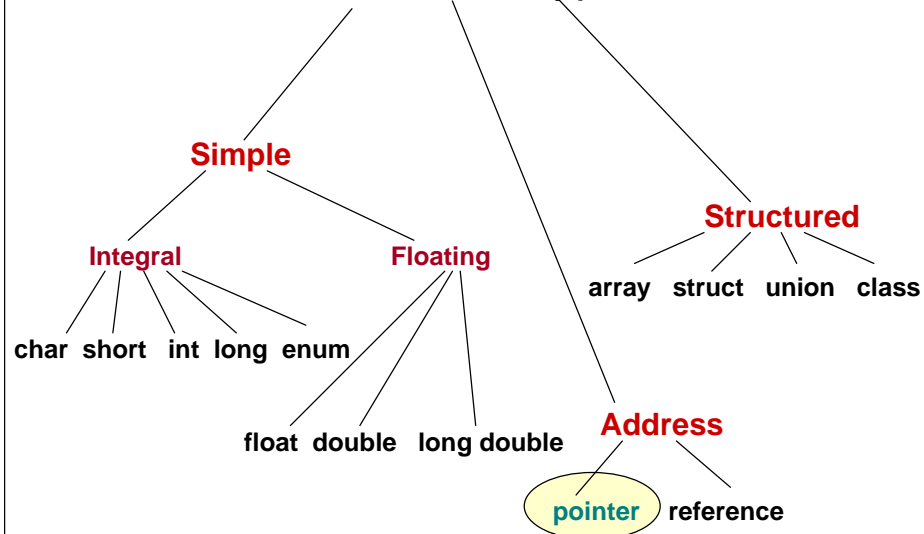 Simple
Structured
Integral Floating
array struct union class
char short int long enum
Address
float double long double
pointer reference